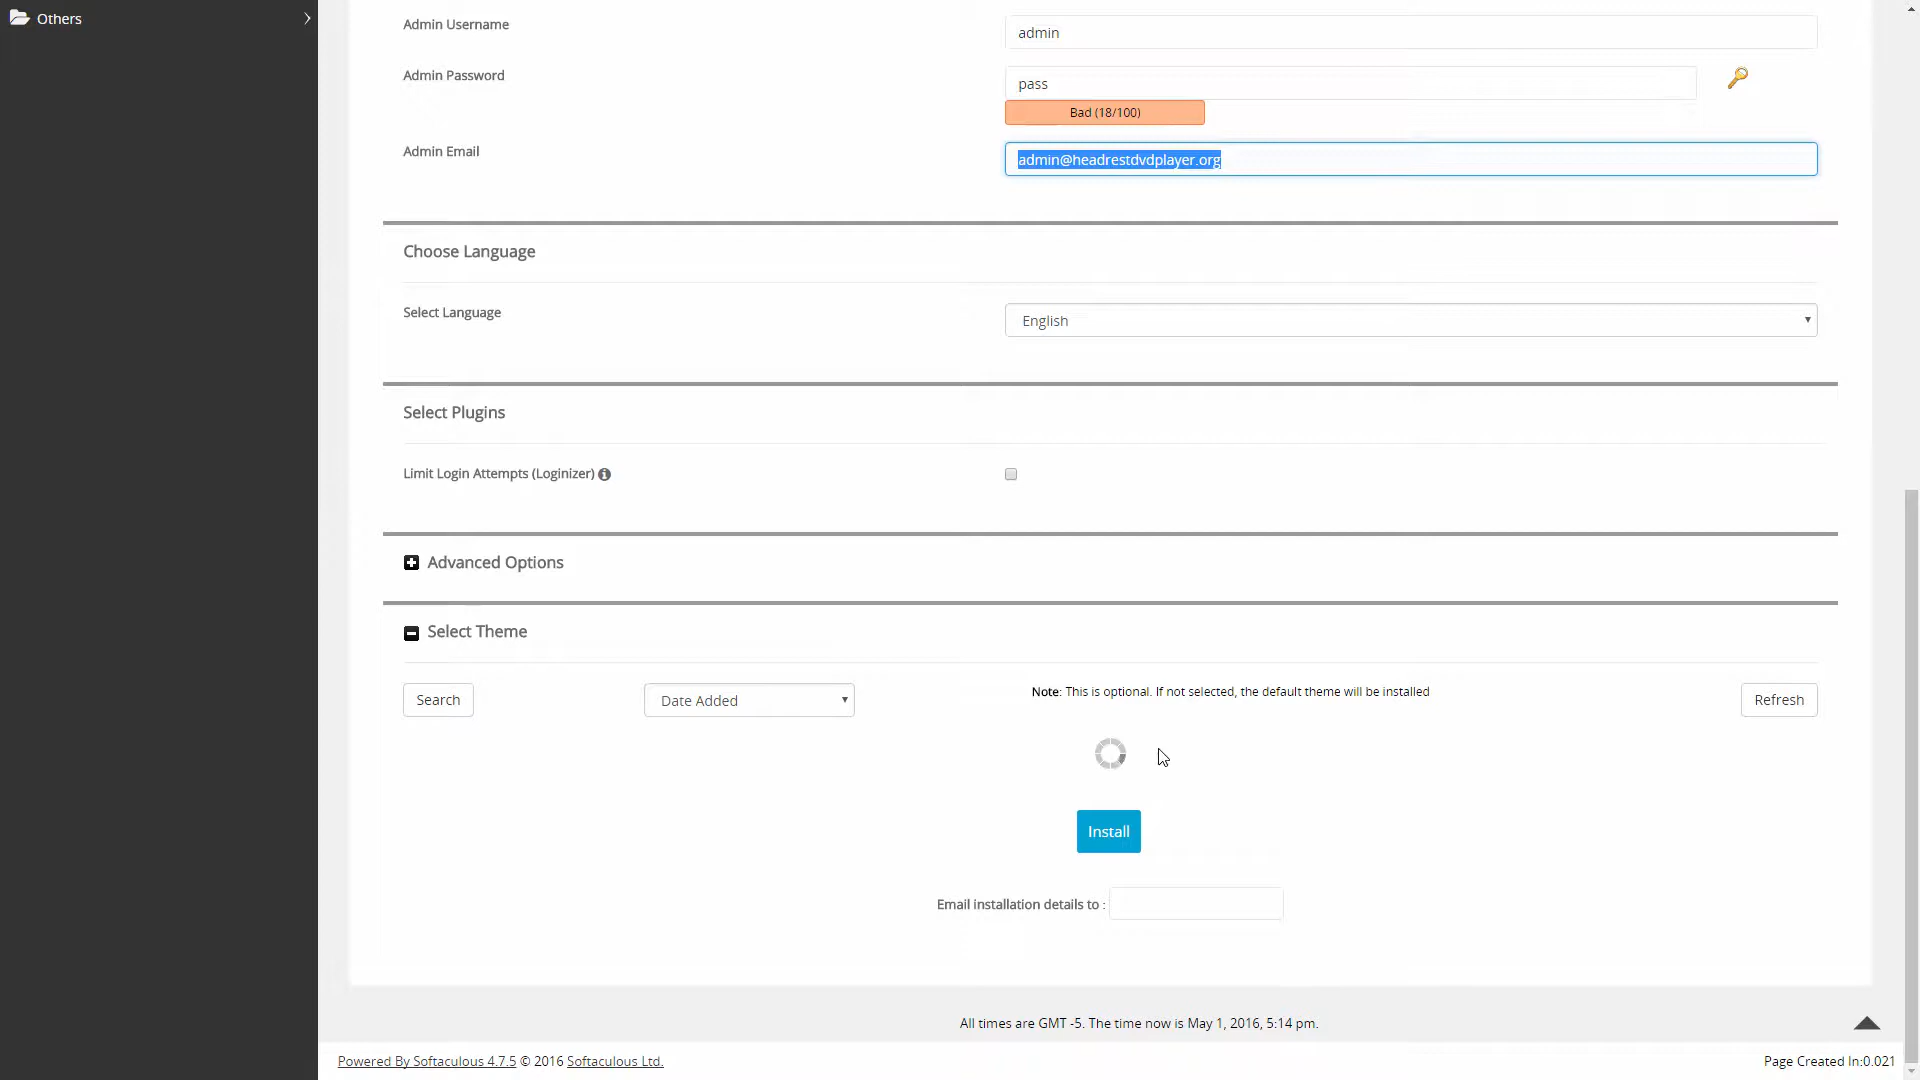 Others
Admin Username
admin
Admin Password
pass
Bad (18/100)
Admin Email
admin@headrestdvdplayer.org
Choose Language
Select Language
English
Select Plugins
Limit Login Attempts (Loginizer)
Advanced Options
Select Theme
Search
Date Added
Note: This is optional. If not selected, the default theme will be installed
Refresh
Install
Email installation details to :
All times are GMT -5. The time now is May 1, 2016, 5:14 pm.
Powered By Softaculous 4.7.5 © 2016 Softaculous Ltd.
Page Created In:0.021